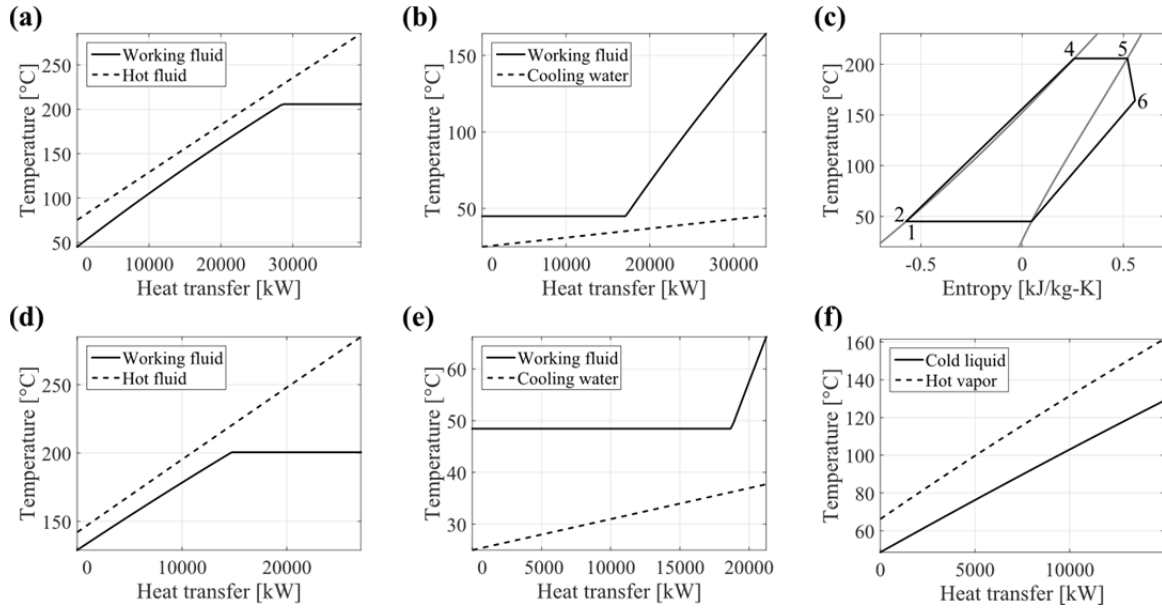 (a)
Working fluid
Hot fluid
250
200
150
100
50
0 10000 20000 30000
Temperature [°C]
Heat transfer [kW]
(b)
Working fluid
Cooling water
150
100
50
0 10000 20000 30000
Temperature [°C]
Heat transfer [kW]
(c)
4 5
6
2
1
200
150
100
50
-0.5 0 0.5
Temperature [°C]
Entropy [kJ/kg-K]
(d)
Working fluid
Hot fluid
250
200
150
0 10000 20000
Temperature [°C]
Heat transfer [kW]
(e)
Working fluid
Cooling water
60
50
40
30
0 5000 10000 15000 20000
Temperature [°C]
Heat transfer [kW]
(f)
Cold liquid
Hot vapor
160
140
120
100
80
60
0 5000 10000
Temperature [°C]
Heat transfer [kW]